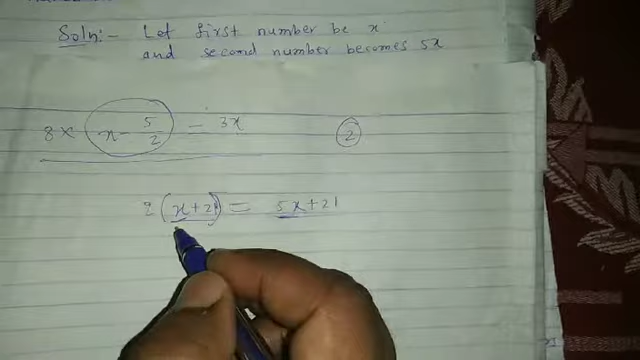 Soln:- Let first number be x
and second number becomes 5x
8 x x - 5/2 = 3x
2
2(x+21) = 5x+21